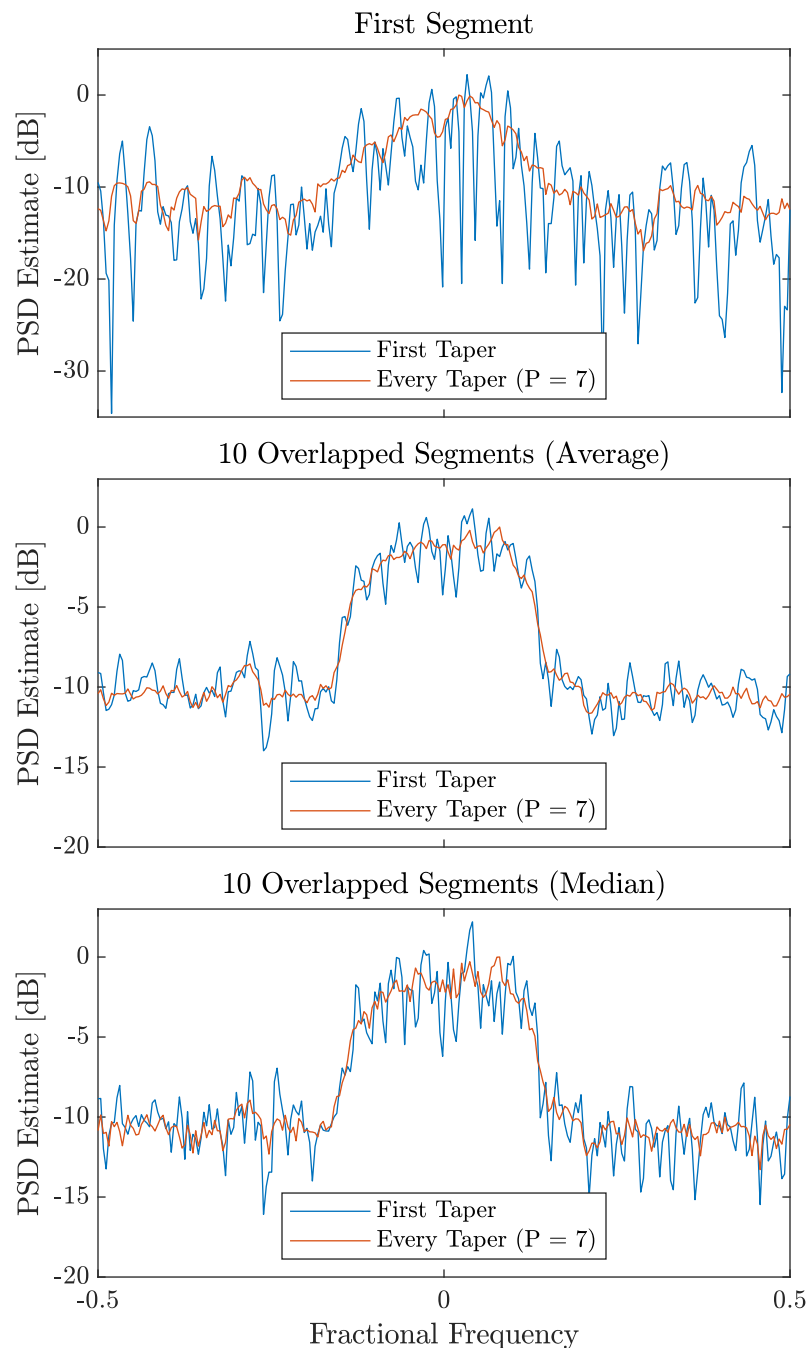 First Segment
PSD Estimate [dB]
0
-10
-20
-30
First Taper
Every Taper (P = 7)
10 Overlapped Segments (Average)
PSD Estimate [dB]
0
-5
-10
-15
-20
First Taper
Every Taper (P = 7)
10 Overlapped Segments (Median)
PSD Estimate [dB]
0
-5
-10
-15
-20
First Taper
Every Taper (P = 7)
-0.5 0 0.5
Fractional Frequency